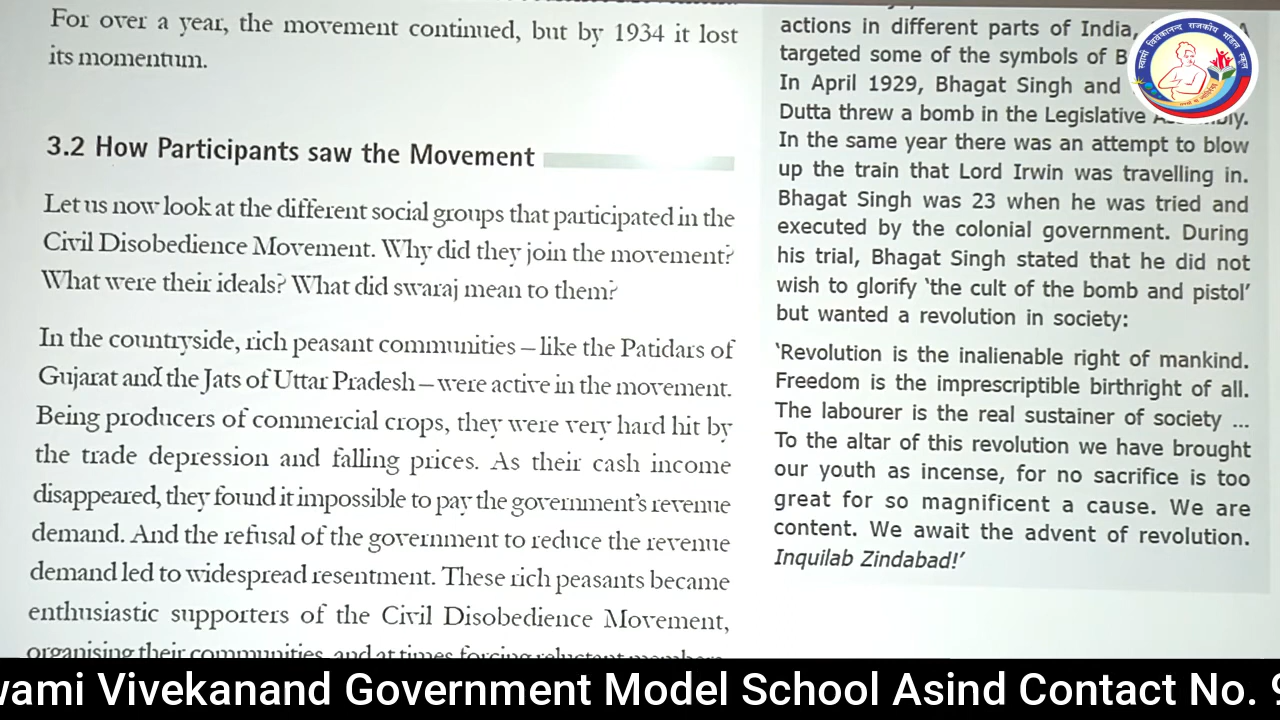 For over a year, the movement continued, but by 1934 it lost
its momentum.
3.2 How Participants saw the Movement
Let us now look at the different social groups that participated in the
Civil Disobedience Movement. Why did they join the movement?
What were their ideals? What did swaraj mean to them?
In the countryside, rich peasant communities – like the Patidars of
Gujarat and the Jats of Uttar Pradesh – were active in the movement.
Being producers of commercial crops, they were very hard hit by
the trade depression and falling prices. As their cash income
disappeared, they found it impossible to pay the government's revenue
demand. And the refusal of the government to reduce the revenue
demand led to widespread resentment. These rich peasants became
enthusiastic supporters of the Civil Disobedience Movement,
organising their communities, and at times forcing reluctant members,
actions in different parts of India,
targeted some of the symbols of
In April 1929, Bhagat Singh and
Dutta threw a bomb in the Legislative
In the same year there was an attempt to blow
up the train that Lord Irwin was travelling in.
Bhagat Singh was 23 when he was tried and
executed by the colonial government. During
his trial, Bhagat Singh stated that he did not
wish to glorify 'the cult of the bomb and pistol'
but wanted a revolution in society:
'Revolution is the inalienable right of mankind.
Freedom is the imprescriptible birthright of all.
The labourer is the real sustainer of society ...
To the altar of this revolution we have brought
our youth as incense, for no sacrifice is too
great for so magnificent a cause. We are
content. We await the advent of revolution.
Inquilab Zindabad!'
स्वामी विवेकानन्द राजकीय मॉडल स्कूल
wami Vivekanand Government Model School Asind Contact No. 9